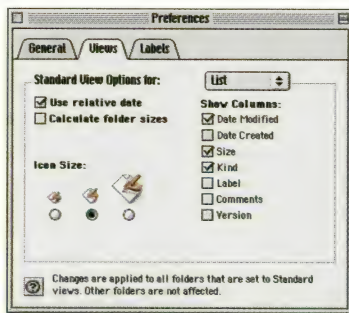 Preferences
General Views Labels
Standard View Options for: List
Use relative date
Calculate folder sizes
Icon Size:
Show Columns:
Date Modified
Date Created
Size
Kind
Label
Comments
Version
Changes are applied to all folders that are set to Standard
views. Other folders are not affected.